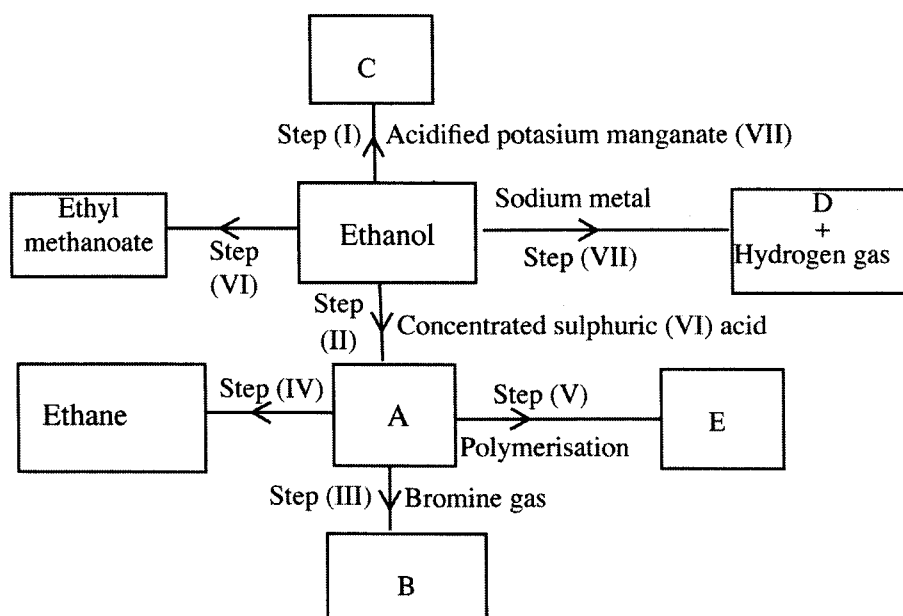 C
Step (I)
Acidified potasium manganate (VII)
Ethyl
methanoate
Step
(VI)
Ethanol
Sodium metal
Step (VII)
D
+
Hydrogen gas
Step
(II)
Concentrated sulphuric (VI) acid
Ethane
Step (IV)
A
Step (V)
Polymerisation
E
Step (III)
Bromine gas
B